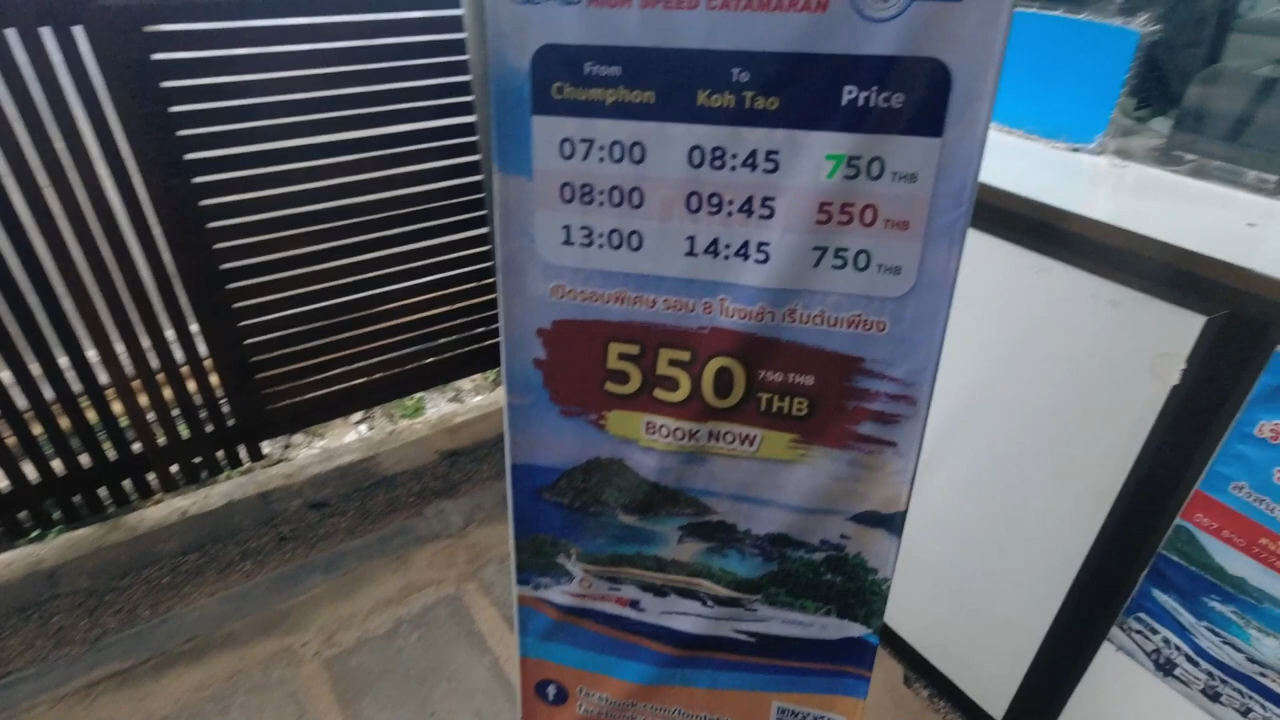 HIGH SPEED CATAMARAN
From To Price
Chumphon Koh Tao
07:00 08:45 750 THB
08:00 09:45 550 THB
13:00 14:45 750 THB
เปิดรอบพิเศษ รอบ 8 โมงเช้า เริ่มต้นเพียง
550 750 THB
THB
BOOK NOW